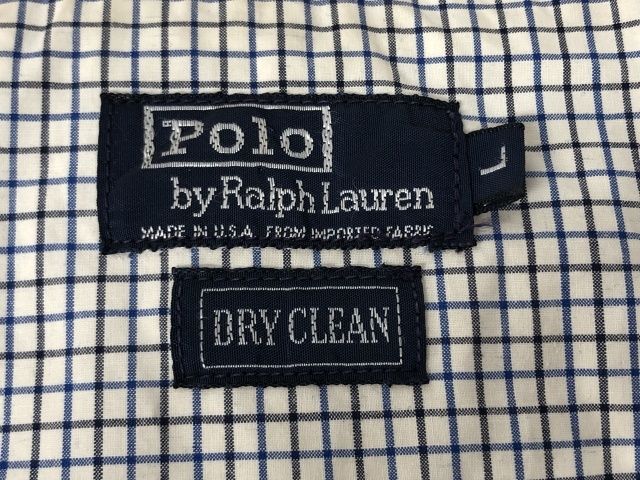 Polo
by Ralph Lauren
MADE IN U.S.A. FROM IMPORTED FABRIC
L
DRY CLEAN